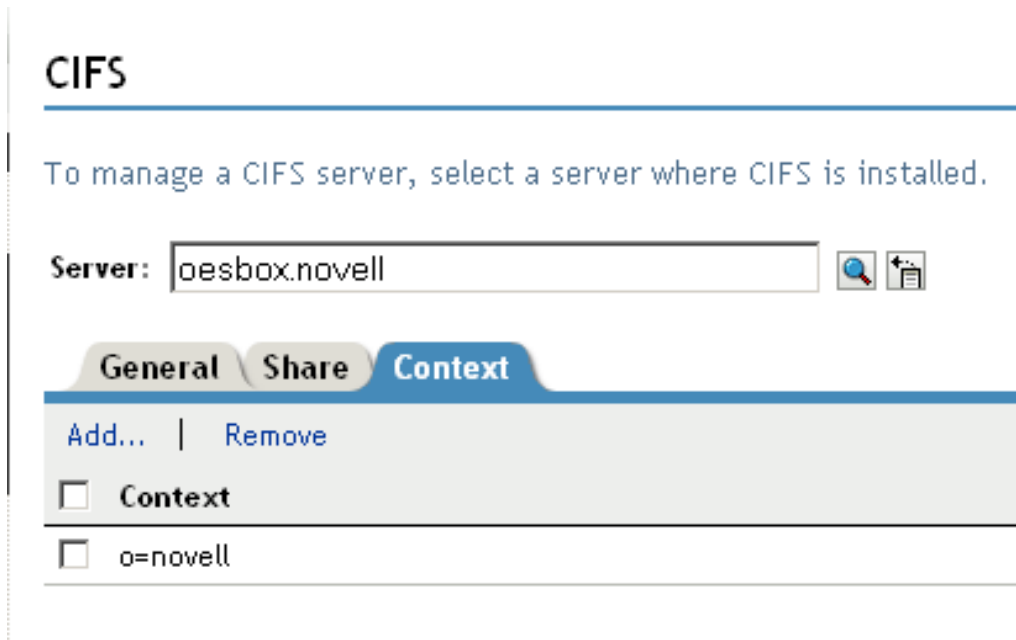 CIFS
To manage a CIFS server, select a server where CIFS is installed.
Server: oesbox.novell
General Share Context
Add... | Remove
Context
o=novell